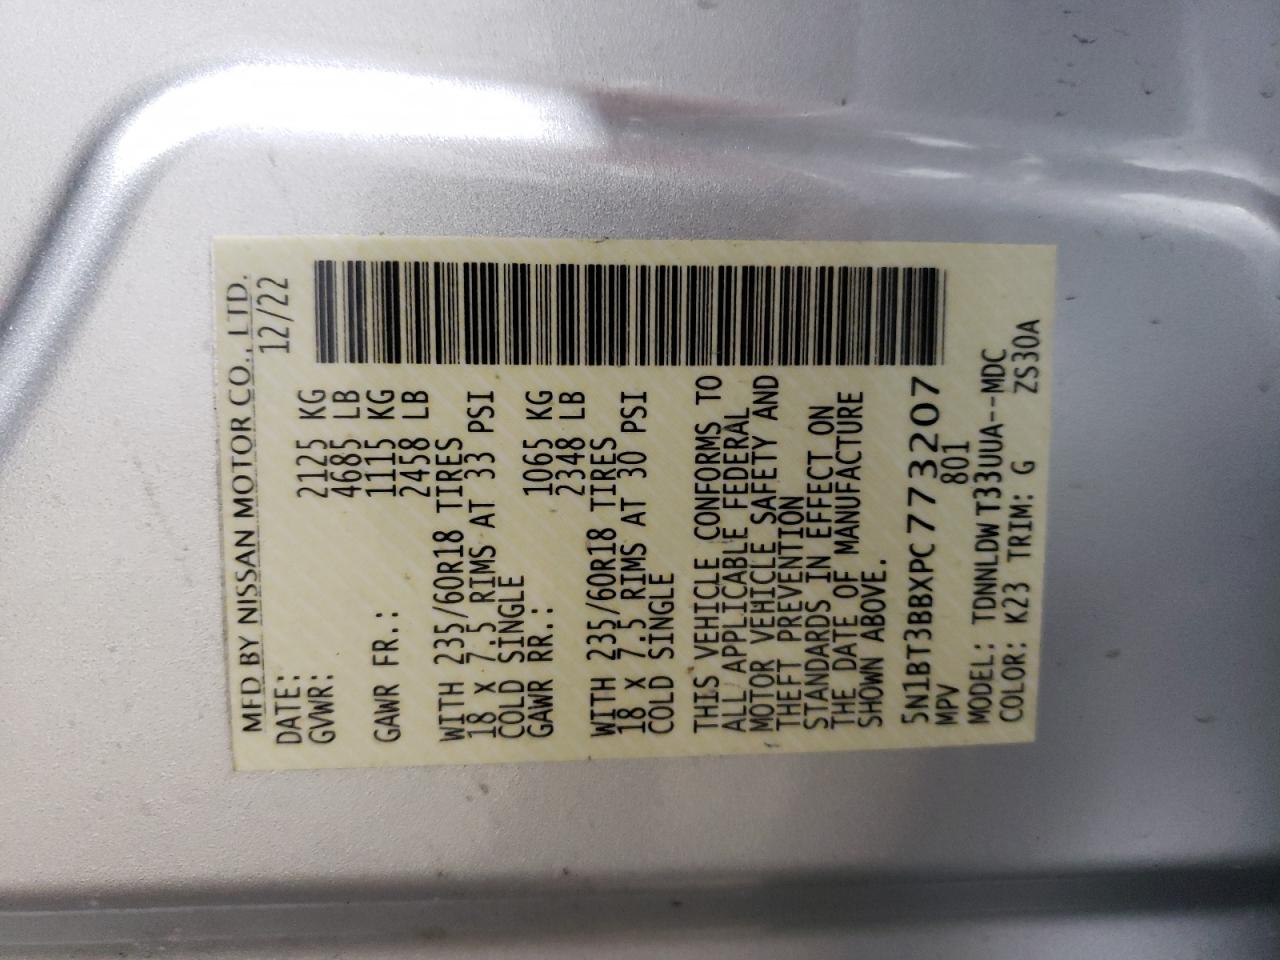 MFD BY NISSAN MOTOR CO., LTD.
DATE: 12/22
GVWR: 2125 KG
4685 LB
GAWR FR.: 1115 KG
2458 LB
WITH 235/60R18 TIRES
18 X 7.5 RIMS AT 33 PSI
COLD SINGLE
GAWR RR.: 1065 KG
2348 LB
WITH 235/60R18 TIRES
18 X 7.5 RIMS AT 30 PSI
COLD SINGLE
THIS VEHICLE CONFORMS TO
ALL APPLICABLE FEDERAL
MOTOR VEHICLE SAFETY AND
THEFT PREVENTION
STANDARDS IN EFFECT ON
THE DATE OF MANUFACTURE
SHOWN ABOVE.
5N1BT3BBXPC773207
MPV 801
MODEL: TDNNLDW T33UUA--MDC
COLOR: K23 TRIM: G ZS30A